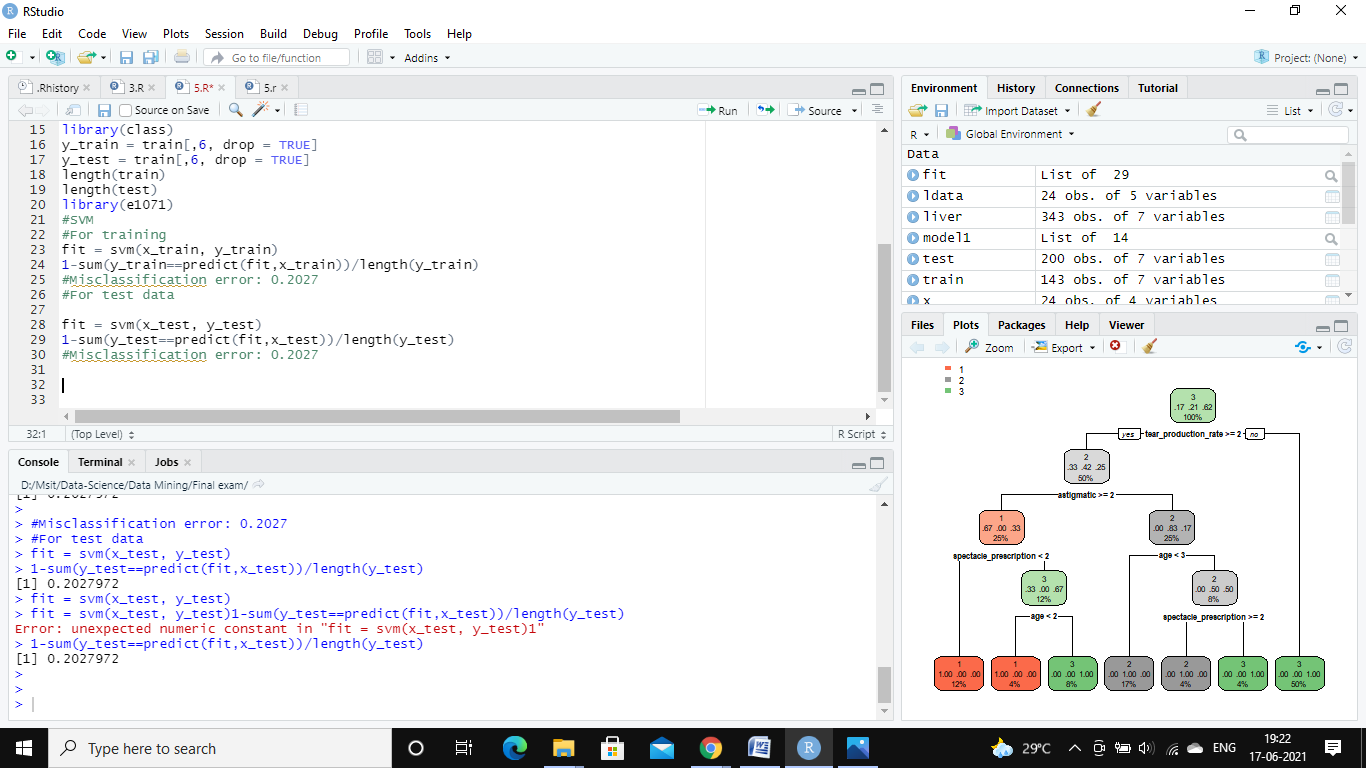 RStudio
File Edit Code View Plots Session Build Debug Profile Tools Help
Go to file/function Addins Project: (None)
.Rhistory 3.R 5.R* 5.r
Source on Save Run Source
15 library(class)
16 y_train = train[,6, drop = TRUE]
17 y_test = train[,6, drop = TRUE]
18 length(train)
19 length(test)
20 library(e1071)
21 #SVM
22 #For training
23 fit = svm(x_train, y_train)
24 1-sum(y_train==predict(fit,x_train))/length(y_train)
25 #Misclassification error: 0.2027
26 #For test data
27
28 fit = svm(x_test, y_test)
29 1-sum(y_test==predict(fit,x_test))/length(y_test)
30 #Misclassification error: 0.2027
31
32
33
32:1 (Top Level) R Script
Console Terminal Jobs
D:/Msit/Data-Science/Data Mining/Final exam/
[1] 0.2027972
>
> #Misclassification error: 0.2027
> #For test data
> fit = svm(x_test, y_test)
> 1-sum(y_test==predict(fit,x_test))/length(y_test)
[1] 0.2027972
> fit = svm(x_test, y_test)
> fit = svm(x_test, y_test)1-sum(y_test==predict(fit,x_test))/length(y_test)
Error: unexpected numeric constant in "fit = svm(x_test, y_test)1"
> 1-sum(y_test==predict(fit,x_test))/length(y_test)
[1] 0.2027972
>
>
>
Environment History Connections Tutorial
Import Dataset List
R Global Environment
Data
fit List of 29
ldata 24 obs. of 5 variables
liver 343 obs. of 7 variables
model1 List of 14
test 200 obs. of 7 variables
train 143 obs. of 7 variables
x 24 obs. of 4 variables
Files Plots Packages Help Viewer
Zoom Export
1
2
3
3
.17 .21 .62
100%
yes tear_production_rate >= 2 no
2
.33 .42 .25
50%
astigmatic >= 2
1
.67 .00 .33
25%
2
.00 .83 .17
25%
spectacle_prescription < 2
age < 3
3
.33 .00 .67
12%
2
.00 .50 .50
8%
age < 2
spectacle_prescription >= 2
1 1 3 2 2 3 3
1.00 .00 .00 1.00 .00 .00 .00 .00 1.00 .00 1.00 .00 .00 1.00 .00 .00 .00 1.00 .00 .00 1.00
12% 4% 8% 17% 4% 4% 50%
Type here to search
29°C ENG
19:22
17-06-2021